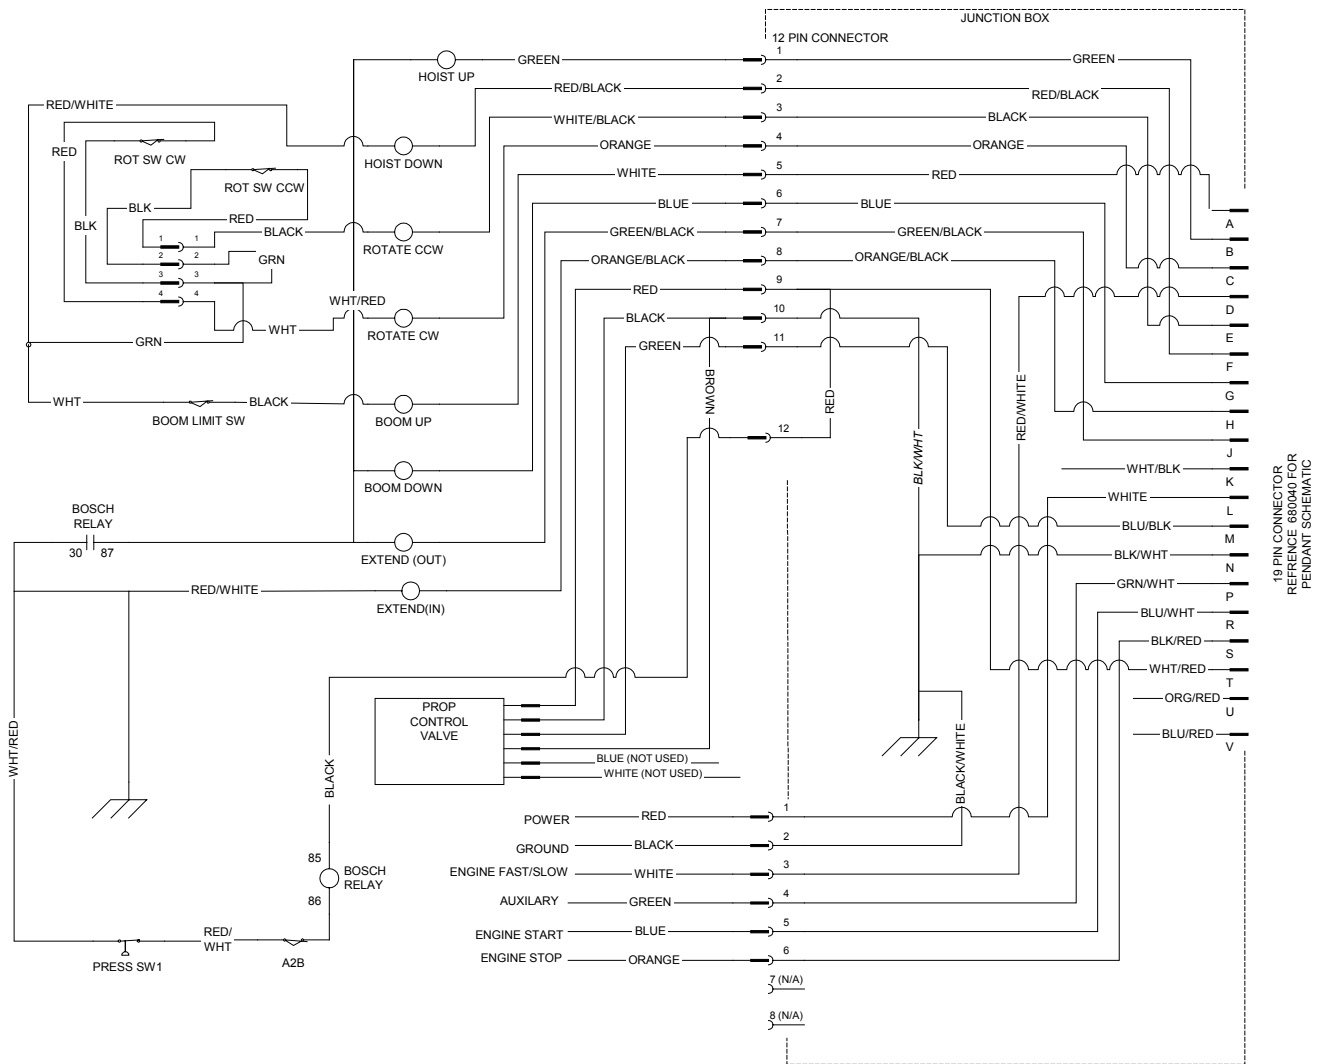 JUNCTION BOX
12 PIN CONNECTOR
1
GREEN
GREEN
HOIST UP
2
RED/BLACK
RED/BLACK
RED/WHITE
3
WHITE/BLACK
BLACK
4
ORANGE
ORANGE
RED
ROT SW CW
HOIST DOWN
5
WHITE
RED
ROT SW CCW
6
BLUE
BLUE
BLK
BLK
RED
A
7
BLACK
GREEN/BLACK
GREEN/BLACK
1
1
ROTATE CCW
B
8
ORANGE/BLACK
ORANGE/BLACK
2
2
GRN
3
3
C
9
RED
4
4
WHT/RED
10
D
BLACK
WHT
ROTATE CW
11
E
GRN
GREEN
F
BROWN
RED
RED/WHITE
G
WHT
BLACK
BOOM LIMIT SW
BOOM UP
12
H
BLK/WHT
J
BOOM DOWN
WHT/BLK
K
WHITE
L
BOSCH
RELAY
30
87
BLU/BLK
M
EXTEND (OUT)
BLK/WHT
N
RED/WHITE
EXTEND(IN)
GRN/WHT
P
BLU/WHT
R
BLK/RED
S
WHT/RED
T
ORG/RED
U
BLU/RED
V
19 PIN CONNECTOR
REFRENCE 680040 FOR
PENDANT SCHEMATIC
PROP
CONTROL
VALVE
BLUE (NOT USED)
WHITE (NOT USED)
WHT/RED
BLACK
BLACK/WHITE
POWER
RED
1
GROUND
BLACK
2
ENGINE FAST/SLOW
WHITE
3
85
BOSCH
RELAY
86
AUXILARY
GREEN
4
ENGINE START
BLUE
5
ENGINE STOP
ORANGE
6
RED/
WHT
PRESS SW1
A2B
7 (N/A)
8 (N/A)